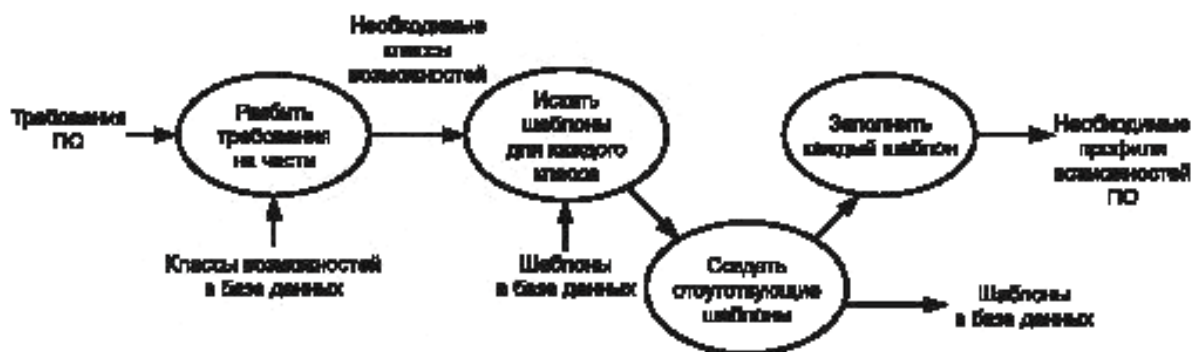 Необходимые
классы
возможностей
Требования
ПО
Разбить
требования
на части
Искать
шаблоны
для каждого
класса
Заполнить
каждый шаблон
Необходимые
профили
возможностей
ПО
Классы возможностей
в базе данных
Шаблоны
в базе данных
Создать
отсутствующие
шаблоны
Шаблоны
в базе данных